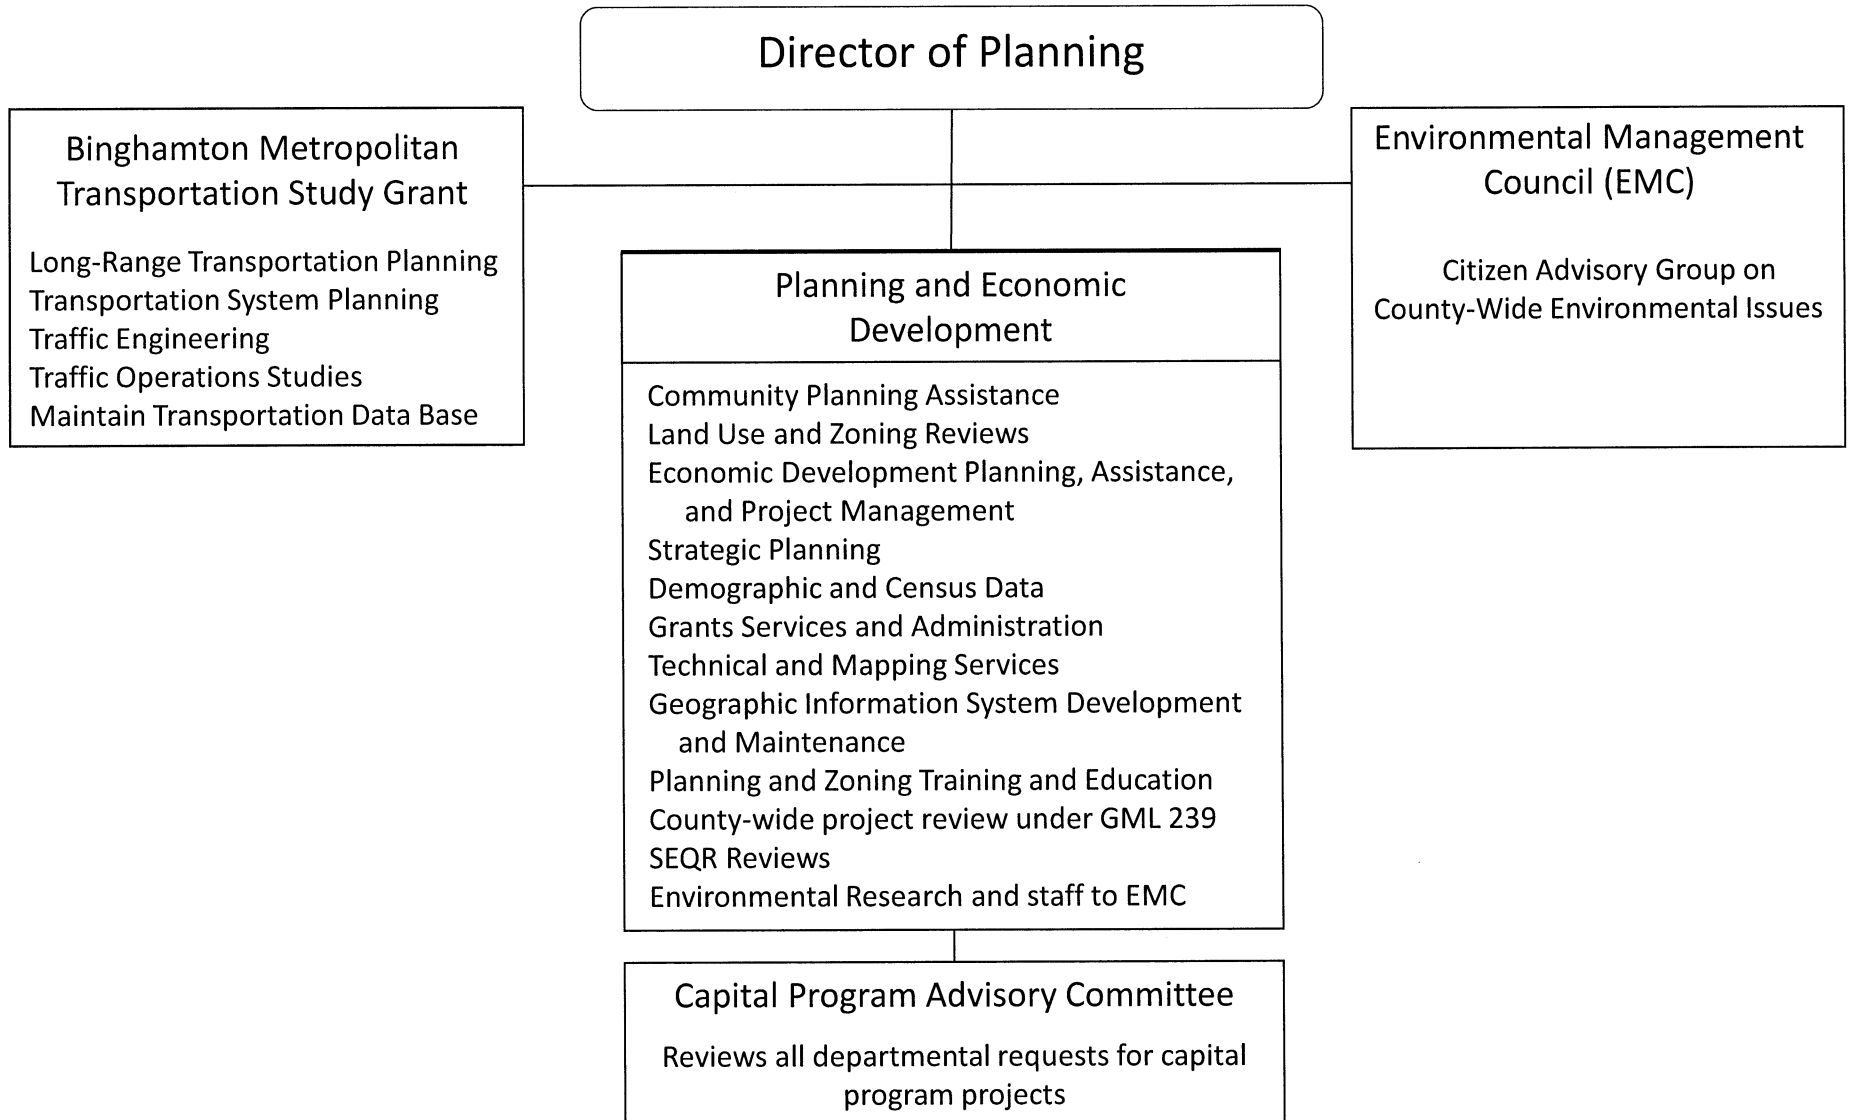 Director of Planning
Binghamton Metropolitan
Transportation Study Grant
Long-Range Transportation Planning
Transportation System Planning
Traffic Engineering
Traffic Operations Studies
Maintain Transportation Data Base
Environmental Management
Council (EMC)
Citizen Advisory Group on
County-Wide Environmental Issues
Planning and Economic
Development
Community Planning Assistance
Land Use and Zoning Reviews
Economic Development Planning, Assistance,
and Project Management
Strategic Planning
Demographic and Census Data
Grants Services and Administration
Technical and Mapping Services
Geographic Information System Development
and Maintenance
Planning and Zoning Training and Education
County-wide project review under GML 239
SEQR Reviews
Environmental Research and staff to EMC
Capital Program Advisory Committee
Reviews all departmental requests for capital
program projects